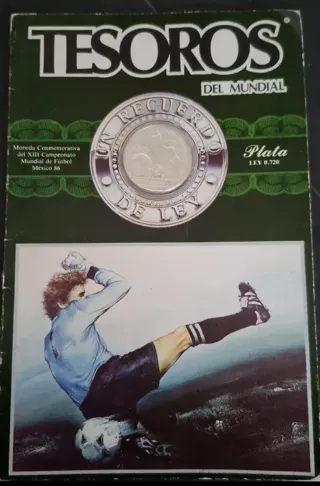 TESOROS
DEL MUNDIAL
UN RECUERDO
DE LEY
Moneda Conmemorativa
del XIII Campeonato
Mundial de Fútbol
México 86
Plata
LEY 0.720